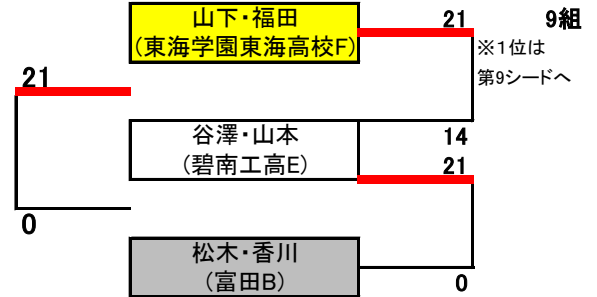 山下・福田
(東海学園東海高校F)
21
9組
※１位は
第9シードへ
21
谷澤・山本
(碧南工高E)
14
21
0
松木・香川
(富田B)
0